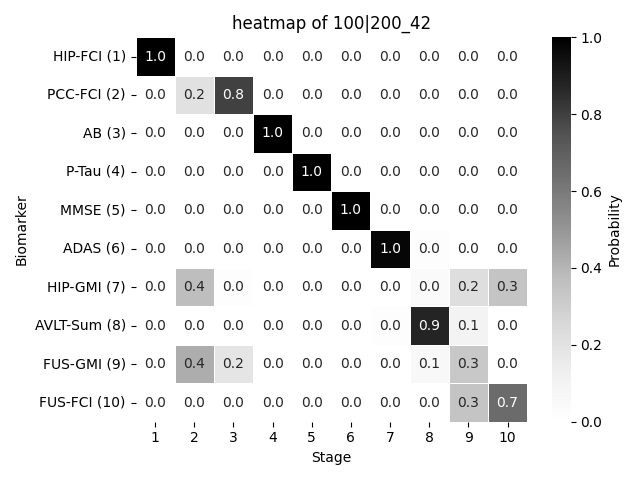 heatmap of 100|200_42
HIP-FCI (1) 1.0 0.0 0.0 0.0 0.0 0.0 0.0 0.0 0.0 0.0
PCC-FCI (2) 0.0 0.2 0.8 0.0 0.0 0.0 0.0 0.0 0.0 0.0
AB (3) 0.0 0.0 0.0 1.0 0.0 0.0 0.0 0.0 0.0 0.0
P-Tau (4) 0.0 0.0 0.0 0.0 1.0 0.0 0.0 0.0 0.0 0.0
MMSE (5) 0.0 0.0 0.0 0.0 0.0 1.0 0.0 0.0 0.0 0.0
ADAS (6) 0.0 0.0 0.0 0.0 0.0 0.0 1.0 0.0 0.0 0.0
HIP-GMI (7) 0.0 0.4 0.0 0.0 0.0 0.0 0.0 0.0 0.2 0.3
AVLT-Sum (8) 0.0 0.0 0.0 0.0 0.0 0.0 0.0 0.9 0.1 0.0
FUS-GMI (9) 0.0 0.4 0.2 0.0 0.0 0.0 0.0 0.1 0.3 0.0
FUS-FCI (10) 0.0 0.0 0.0 0.0 0.0 0.0 0.0 0.0 0.3 0.7
1 2 3 4 5 6 7 8 9 10
Stage
Biomarker
1.0
0.8
0.6
0.4
0.2
0.0
Probability